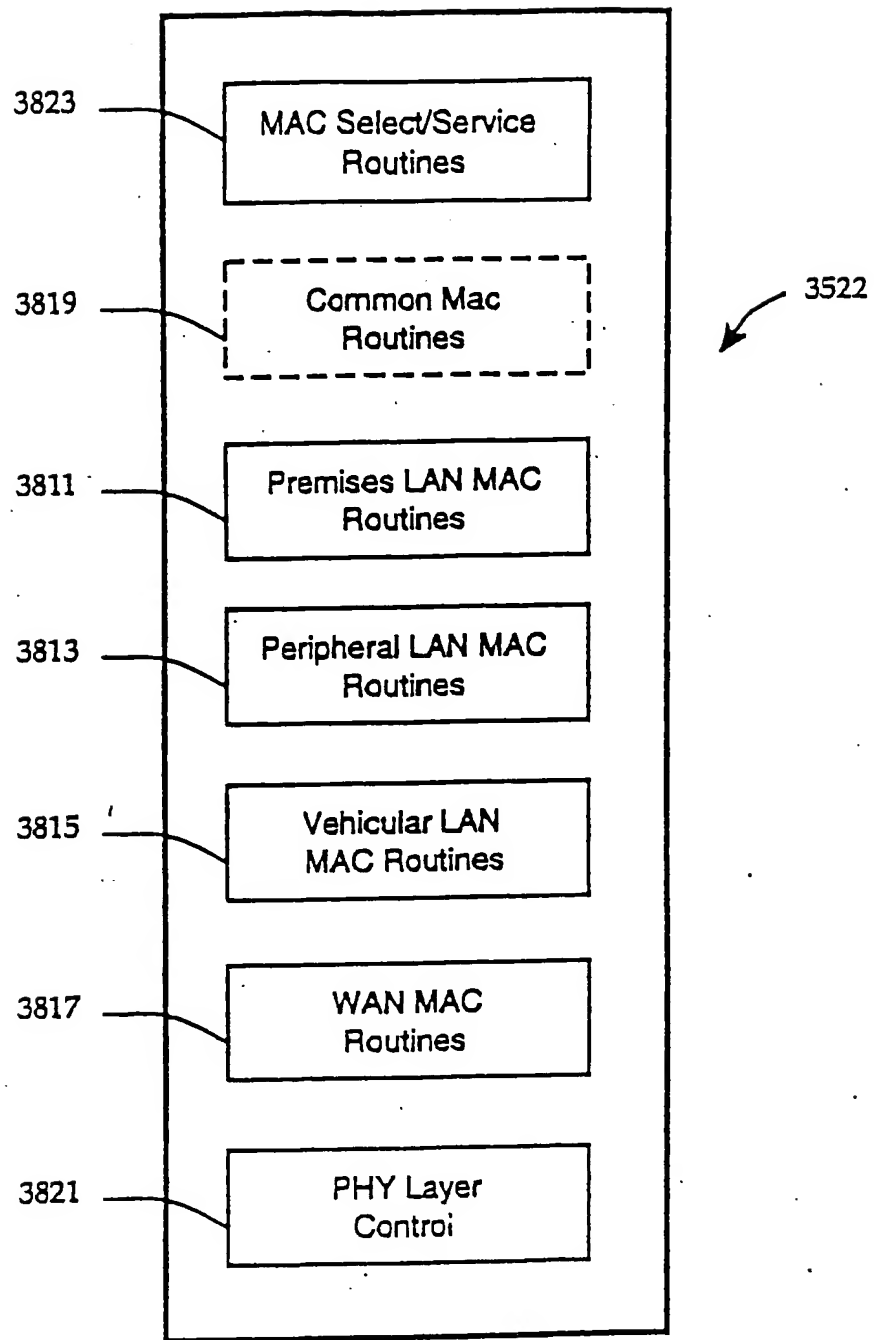 3823
MAC Select/Service
Routines
3819
Common Mac
Routines
3522
3811
Premises LAN MAC
Routines
3813
Peripheral LAN MAC
Routines
3815
Vehicular LAN
MAC Routines
3817
WAN MAC
Routines
3821
PHY Layer
Control